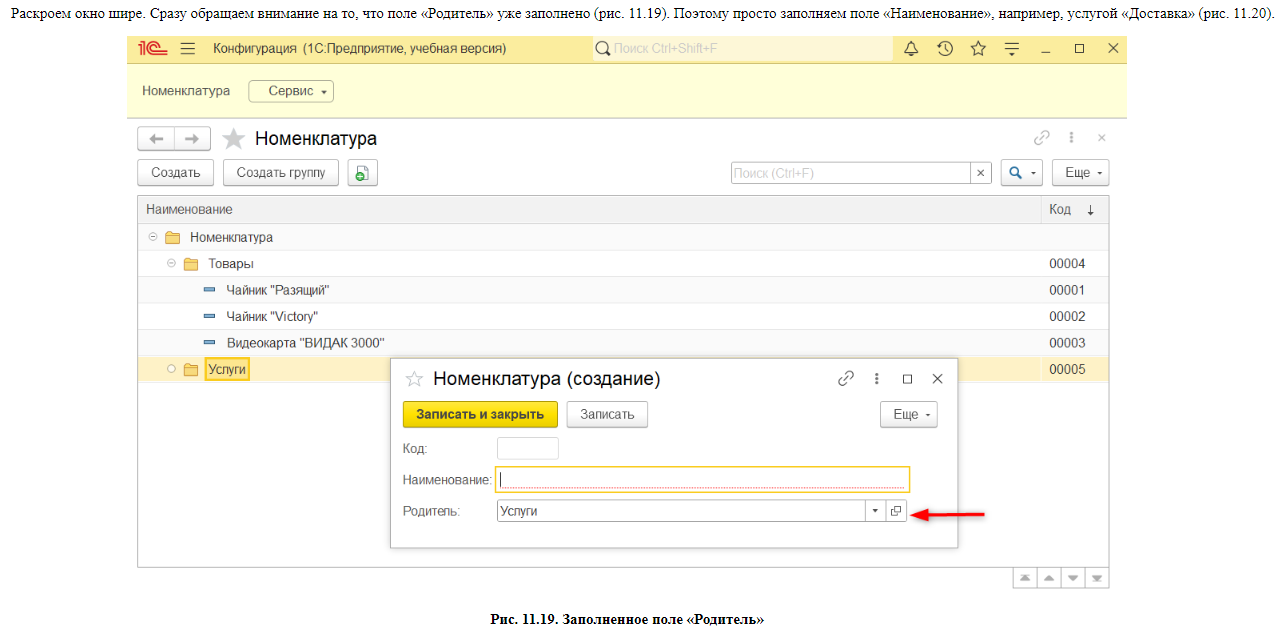 Раскроем окно шире. Сразу обращаем внимание на то, что поле «Родитель» уже заполнено (рис. 11.19). Поэтому просто заполняем поле «Наименование», например, услугой «Доставка» (рис. 11.20).
1С Конфигурация (1С:Предприятие, учебная версия) Поиск Ctrl+Shift+F
Номенклатура Сервис
Номенклатура
Создать Создать группу Поиск (Ctrl+F) × Еще
Наименование Код ↓
Номенклатура
Товары 00004
Чайник "Разящий" 00001
Чайник "Victory" 00002
Видеокарта "ВИДАК 3000" 00003
Услуги 00005
Номенклатура (создание)
Записать и закрыть Записать Еще
Код:
Наименование:
Родитель: Услуги
Рис. 11.19. Заполненное поле «Родитель»